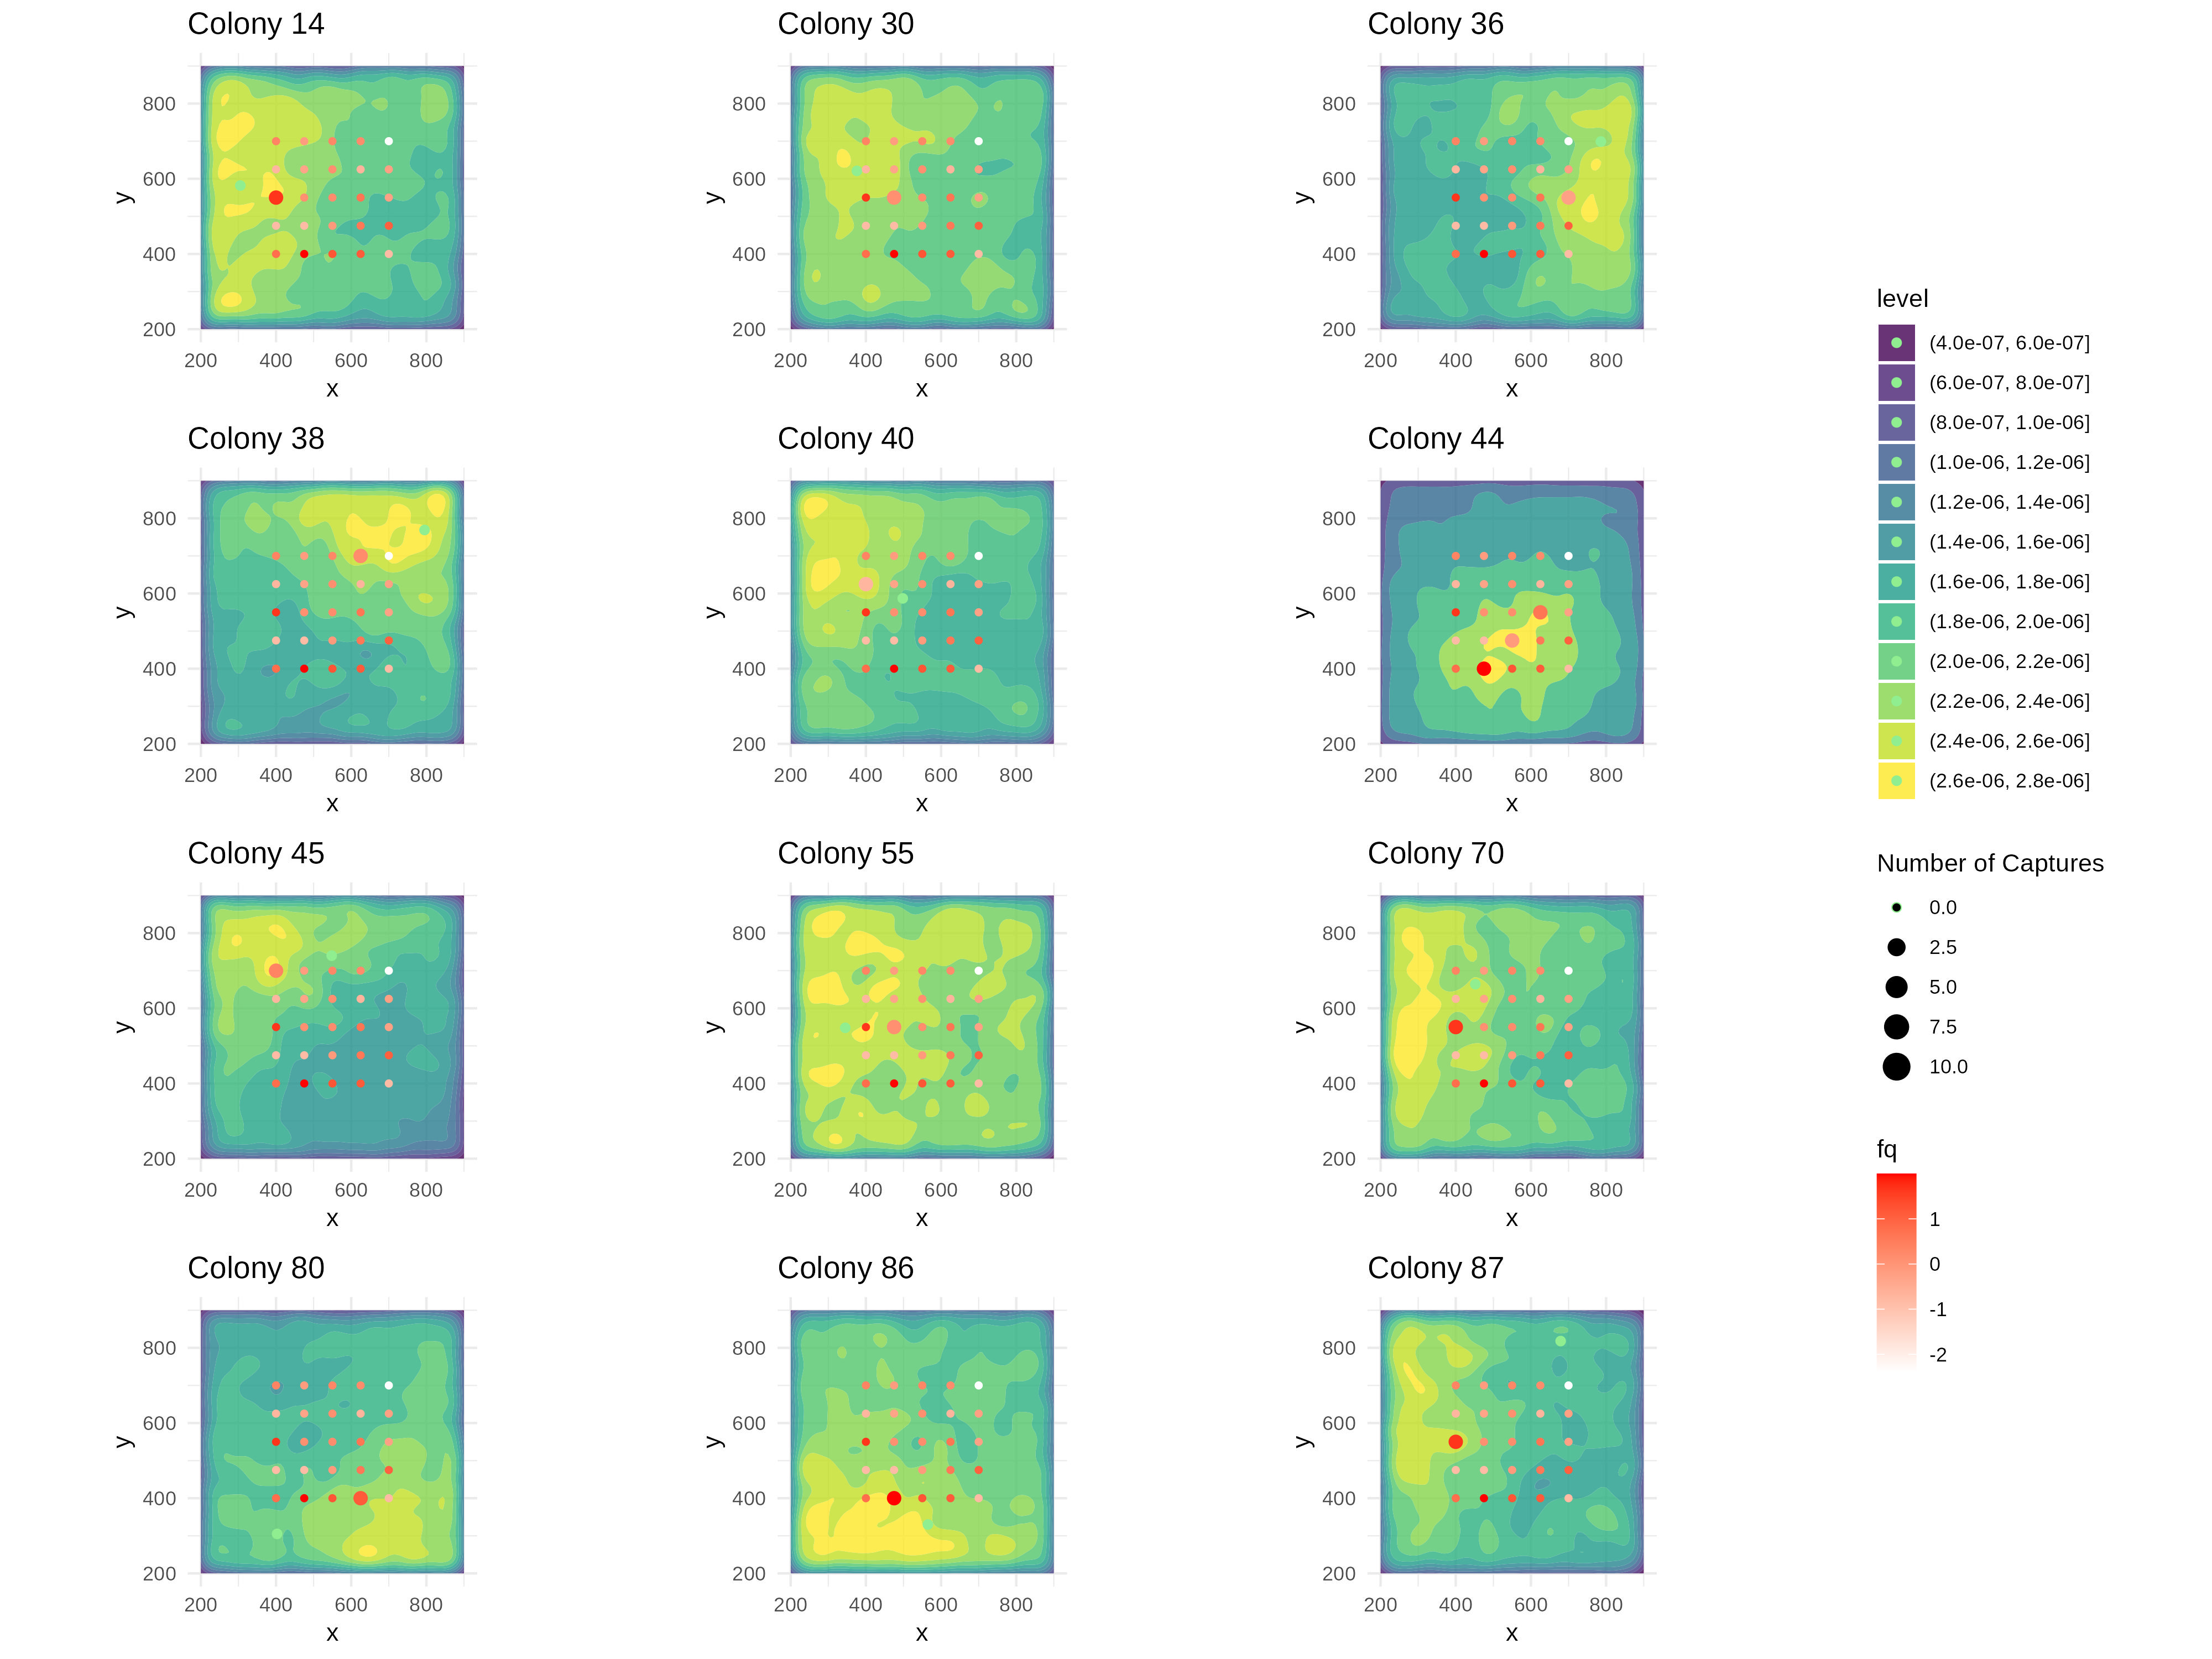 Colony 14
Colony 30
Colony 36
800
600
400
200
y
200 400 600 800
x
800
600
400
200
y
200 400 600 800
x
800
600
400
200
y
200 400 600 800
x
Colony 38
Colony 40
Colony 44
800
600
400
200
y
200 400 600 800
x
800
600
400
200
y
200 400 600 800
x
800
600
400
200
y
200 400 600 800
x
Colony 45
Colony 55
Colony 70
800
600
400
200
y
200 400 600 800
x
800
600
400
200
y
200 400 600 800
x
800
600
400
200
y
200 400 600 800
x
Colony 80
Colony 86
Colony 87
800
600
400
200
y
200 400 600 800
x
800
600
400
200
y
200 400 600 800
x
800
600
400
200
y
200 400 600 800
x
level
(4.0e-07, 6.0e-07]
(6.0e-07, 8.0e-07]
(8.0e-07, 1.0e-06]
(1.0e-06, 1.2e-06]
(1.2e-06, 1.4e-06]
(1.4e-06, 1.6e-06]
(1.6e-06, 1.8e-06]
(1.8e-06, 2.0e-06]
(2.0e-06, 2.2e-06]
(2.2e-06, 2.4e-06]
(2.4e-06, 2.6e-06]
(2.6e-06, 2.8e-06]
Number of Captures
0.0
2.5
5.0
7.5
10.0
fq
1
0
-1
-2